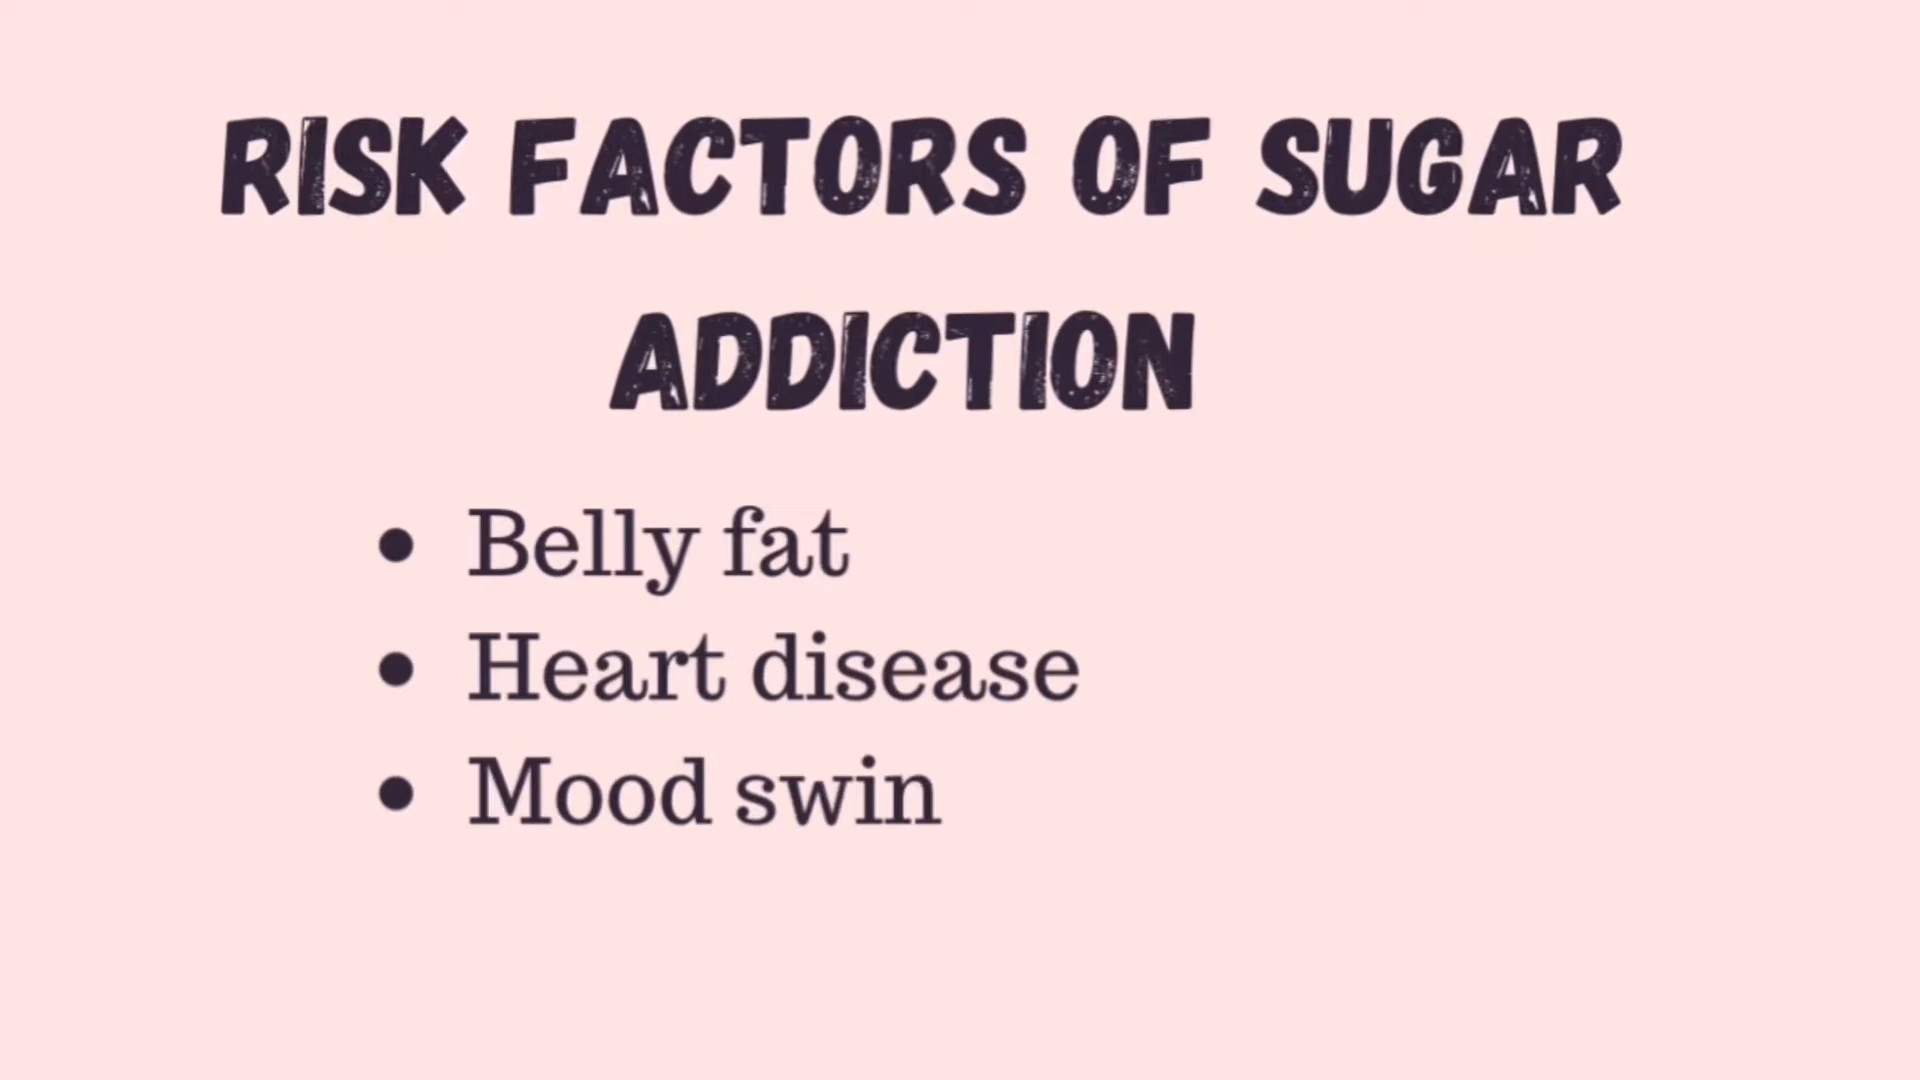 RISK FACTORS OF SUGAR
ADDICTION
• Belly fat
• Heart disease
• Mood swin